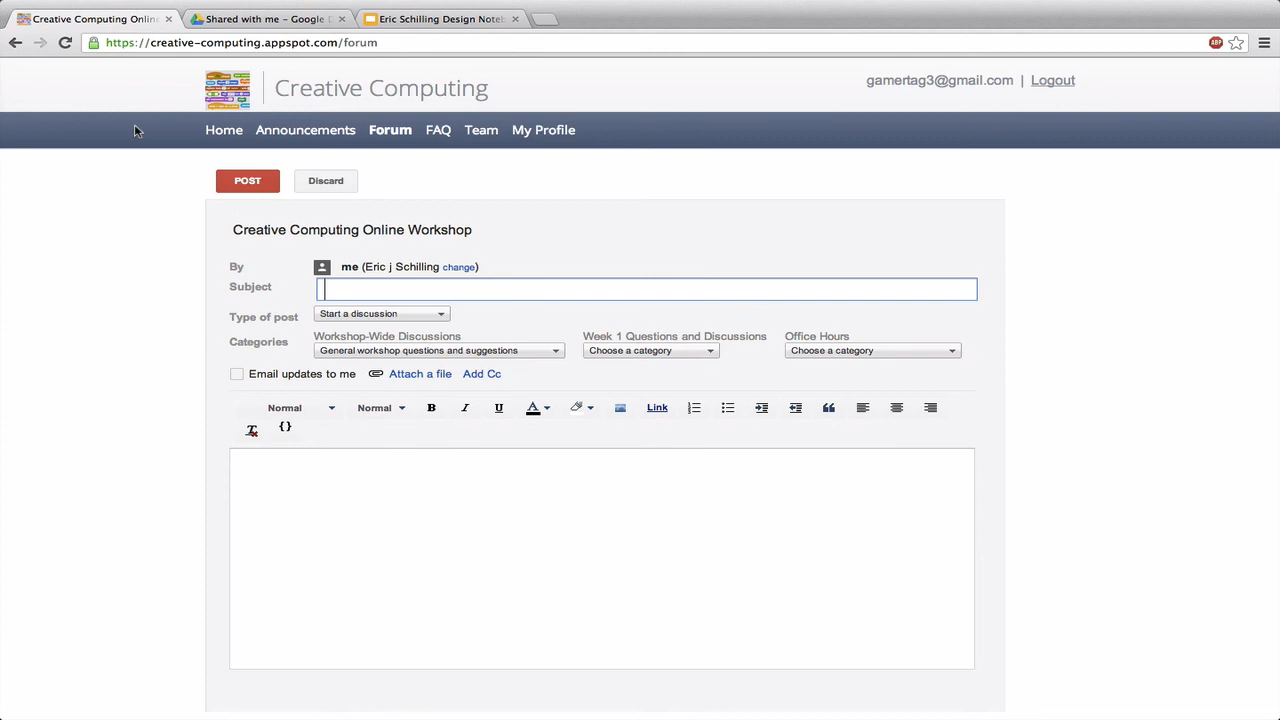 Creative Computing Onlin
Shared with me – Google D
Eric Schilling Design Noteb
https://creative-computing.appspot.com/forum
ABP
Creative Computing
gamertag3@gmail.com | Logout
Home Announcements Forum FAQ Team My Profile
POST Discard
Creative Computing Online Workshop
By me (Eric j Schilling change)
Subject
Type of post Start a discussion
Categories Workshop-Wide Discussions Week 1 Questions and Discussions Office Hours
General workshop questions and suggestions Choose a category Choose a category
Email updates to me Attach a file Add Cc
Normal Normal B I U A Link
T {}